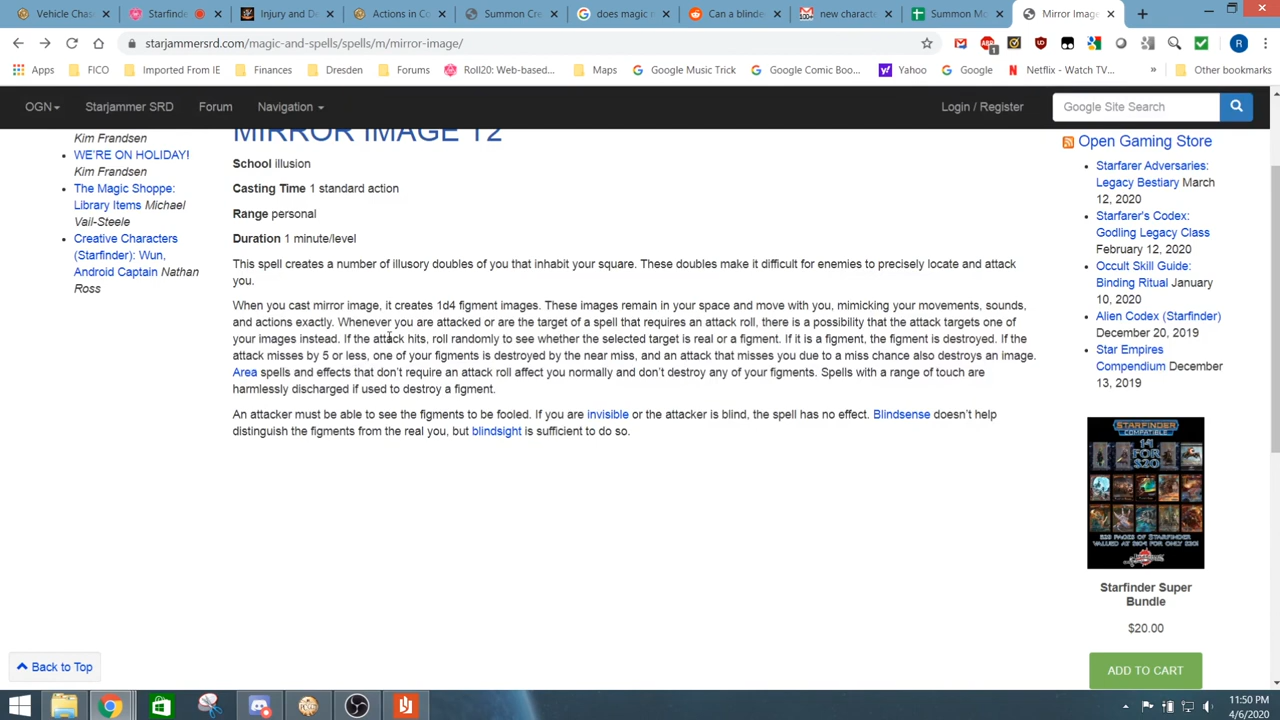 Vehicle Chas
Starfinde
Injury and De
Actions in Co
Summon Cre
does magic m
Can a blinde
new characte
Summon Mo
Mirror Imag
starjammersrd.com/magic-and-spells/spells/m/mirror-image/
Apps
FICO
Imported From IE
Finances
Dresden
Forums
Roll20: Web-based...
Maps
Google Music Trick
Google Comic Boo...
Yahoo
Google
Netflix - Watch TV...
»
Other bookmarks
OGN
Starjammer SRD
Forum
Navigation
Login / Register
Google Site Search
Kim Frandsen
WE'RE ON HOLIDAY!
Kim Frandsen
The Magic Shoppe:
Library Items Michael
Vail-Steele
Creative Characters
(Starfinder): Wun,
Android Captain Nathan
Ross
MIRROR IMAGE T2
School illusion
Casting Time 1 standard action
Range personal
Duration 1 minute/level
This spell creates a number of illusory doubles of you that inhabit your square. These doubles make it difficult for enemies to precisely locate and attack
you.
When you cast mirror image, it creates 1d4 figment images. These images remain in your space and move with you, mimicking your movements, sounds,
and actions exactly. Whenever you are attacked or are the target of a spell that requires an attack roll, there is a possibility that the attack targets one of
your images instead. If the attack hits, roll randomly to see whether the selected target is real or a figment. If it is a figment, the figment is destroyed. If the
attack misses by 5 or less, one of your figments is destroyed by the near miss, and an attack that misses you due to a miss chance also destroys an image.
Area spells and effects that don't require an attack roll affect you normally and don't destroy any of your figments. Spells with a range of touch are
harmlessly discharged if used to destroy a figment.
An attacker must be able to see the figments to be fooled. If you are invisible or the attacker is blind, the spell has no effect. Blindsense doesn't help
distinguish the figments from the real you, but blindsight is sufficient to do so.
Open Gaming Store
Starfarer Adversaries:
Legacy Bestiary March
12, 2020
Starfarer's Codex:
Godling Legacy Class
February 12, 2020
Occult Skill Guide:
Binding Ritual January
10, 2020
Alien Codex (Starfinder)
December 20, 2019
Star Empires
Compendium December
13, 2019
STARFINDER
COMPATIBLE
14
FOR
$20
Starfinder Super
Bundle
$20.00
ADD TO CART
Back to Top
11:50 PM
4/6/2020